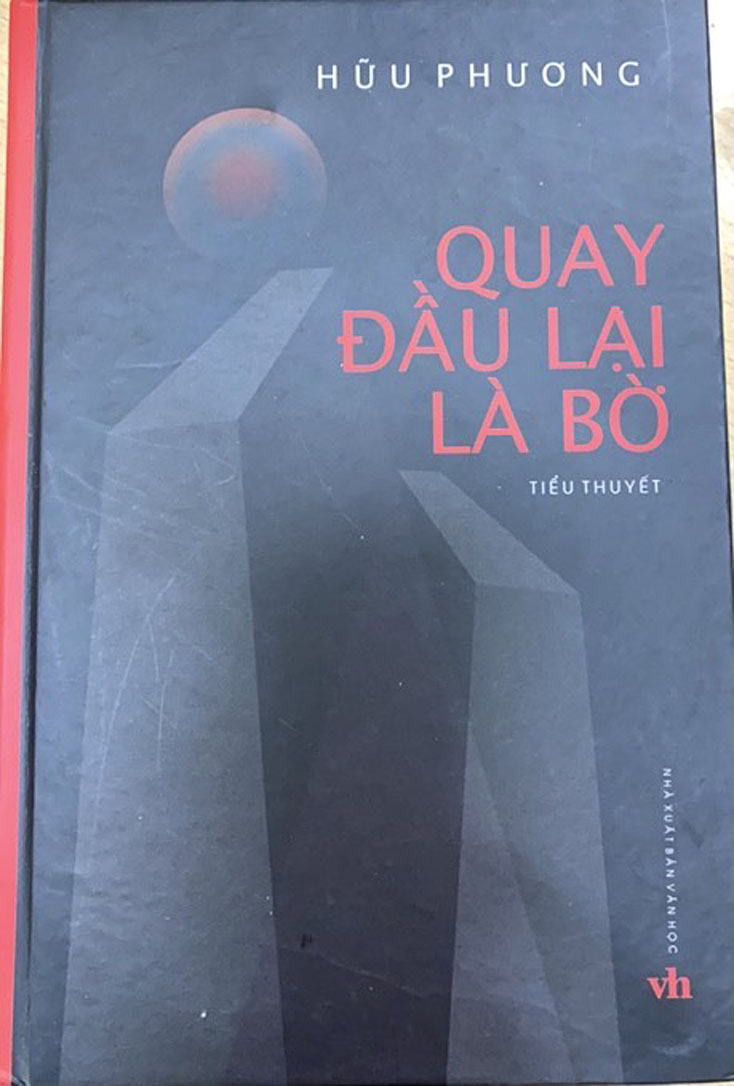 HỮU PHƯƠNG
QUAY
ĐẦU LẠI
LÀ BỜ
TIỂU THUYẾT
NHÀ XUẤT BẢN VĂN HỌC
vh